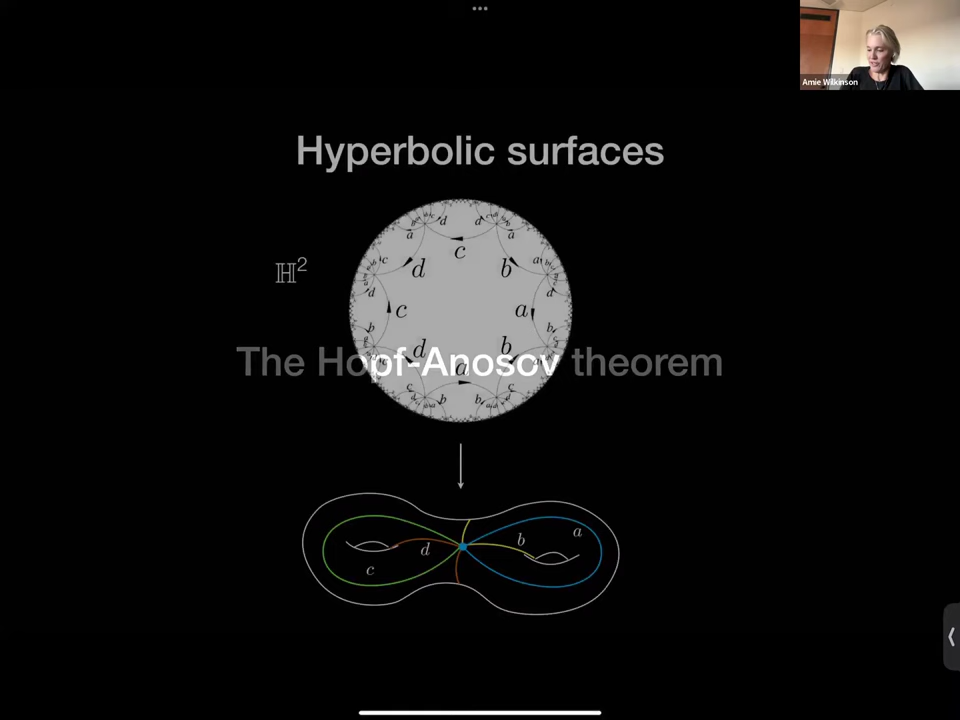 Amie Wilkinson
Hyperbolic surfaces
ℍ²
d d
a c a
c d b a
d c a d
b d b b
The Hopf-Anosov theorem
c a c
b b
b a
d
c